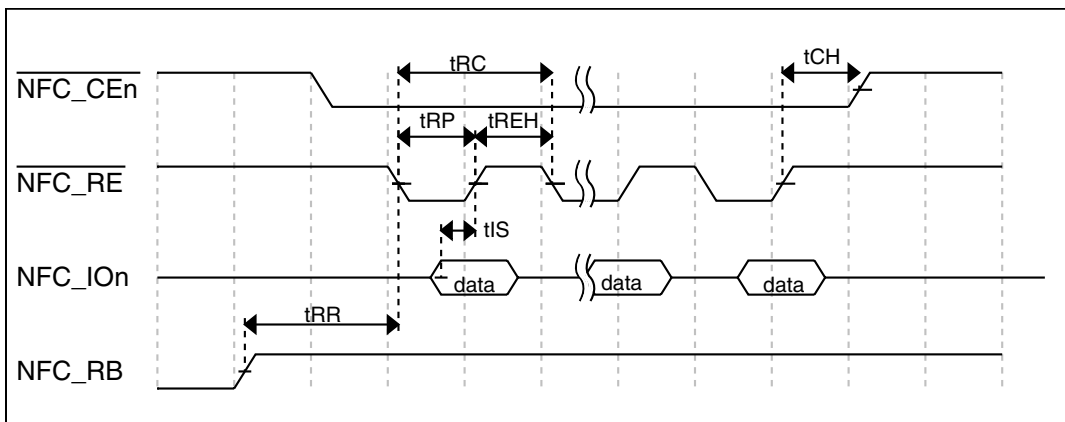 tRC
tCH
NFC_CEn
tRP
tREH
NFC_RE
tIS
NFC_IOn
data
data
data
tRR
NFC_RB